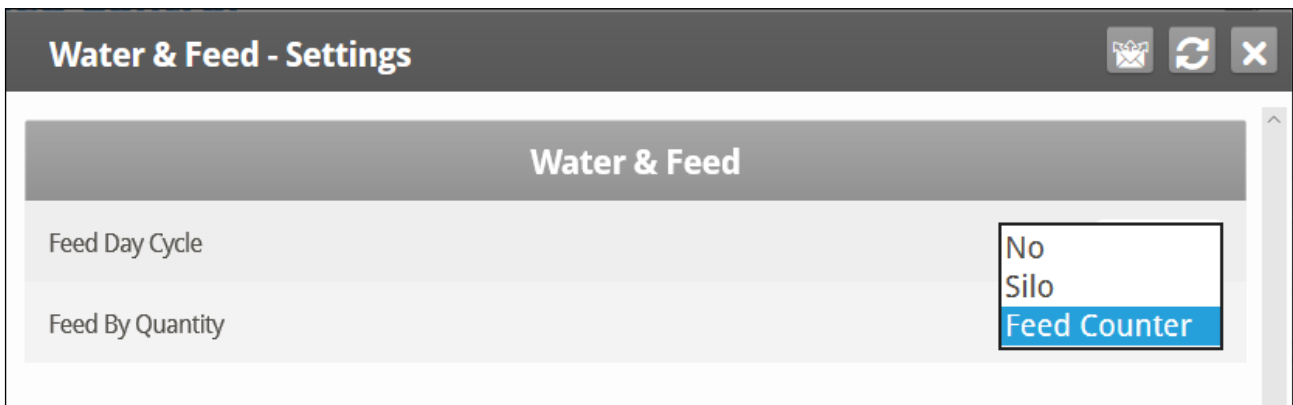 Water & Feed - Settings
Water & Feed
Feed Day Cycle
No
Silo
Feed By Quantity
Feed Counter